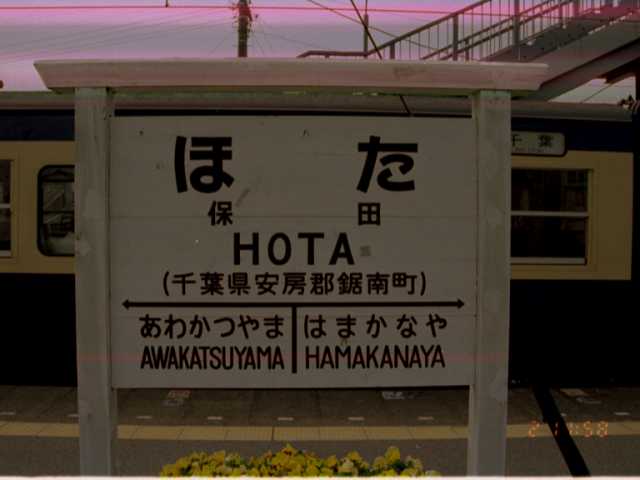 千葉
ほた
保田
HOTA
(千葉県安房郡鋸南町)
あわかつやま はまかなや
AWAKATSUYAMA HAMAKANAYA